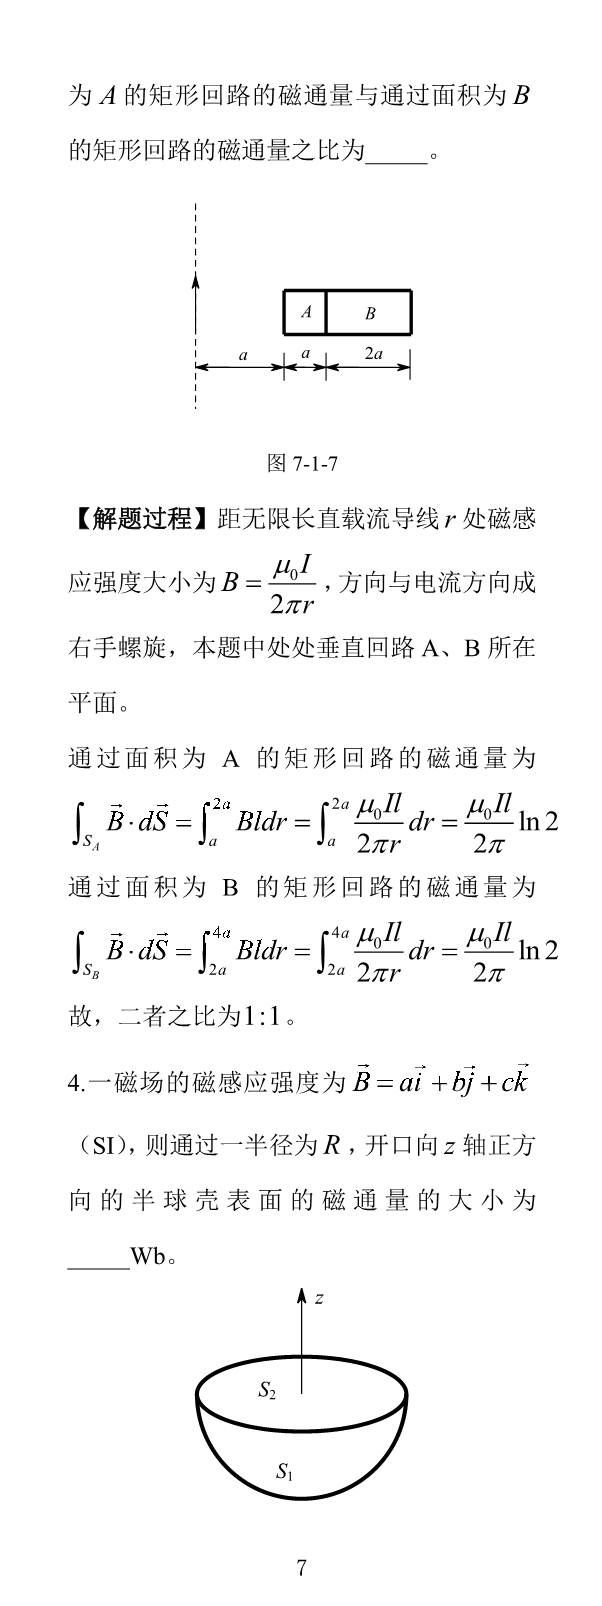 为 A 的矩形回路的磁通量与通过面积为 B
的矩形回路的磁通量之比为_____。
A
B
a
a
2a
图 7-1-7
【解题过程】距无限长直载流导线 r 处磁感
应强度大小为 $B = \frac{\mu_0 I}{2\pi r}$，方向与电流方向成
右手螺旋，本题中处处垂直回路 A、B 所在
平面。
通过面积为 A 的矩形回路的磁通量为
$\int_{S_A} \vec{B} \cdot d\vec{S} = \int_a^{2a} Bldr = \int_a^{2a} \frac{\mu_0 Il}{2\pi r} dr = \frac{\mu_0 Il}{2\pi} \ln 2$
通过面积为 B 的矩形回路的磁通量为
$\int_{S_B} \vec{B} \cdot d\vec{S} = \int_{2a}^{4a} Bldr = \int_{2a}^{4a} \frac{\mu_0 Il}{2\pi r} dr = \frac{\mu_0 Il}{2\pi} \ln 2$
故，二者之比为1:1。
4.一磁场的磁感应强度为 $\vec{B} = a\vec{i} + b\vec{j} + c\vec{k}$
（SI），则通过一半径为 R，开口向 z 轴正方
向的半球壳表面的磁通量的大小为
_____Wb。
z
S₂
S₁
7